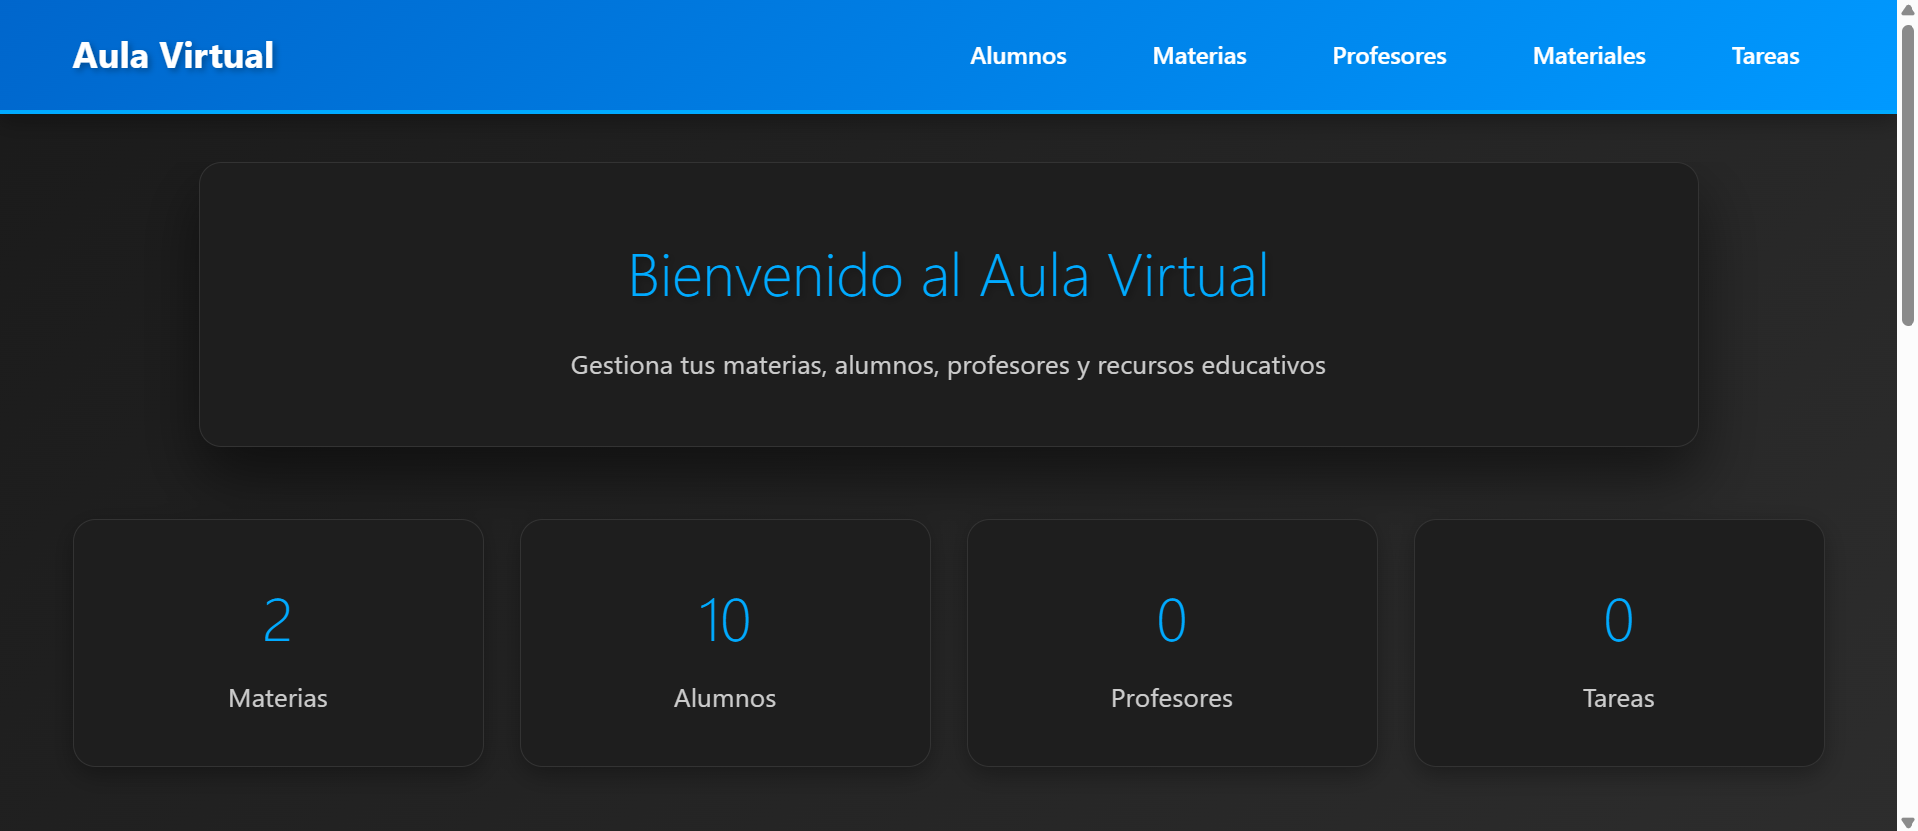 Aula Virtual
Alumnos Materias Profesores Materiales Tareas
Bienvenido al Aula Virtual
Gestiona tus materias, alumnos, profesores y recursos educativos
2 10 0 0
Materias Alumnos Profesores Tareas